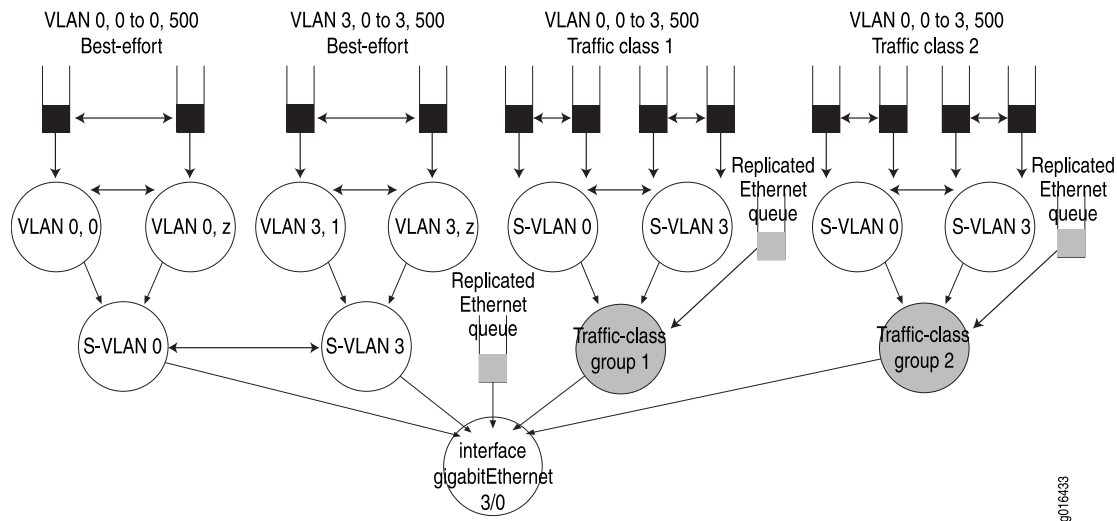 VLAN 0, 0 to 0, 500
Best-effort
VLAN 3, 0 to 3, 500
Best-effort
VLAN 0, 0 to 3, 500
Traffic class 1
VLAN 0, 0 to 3, 500
Traffic class 2
Replicated
Ethernet
queue
Replicated
Ethernet
queue
VLAN 0, 0
VLAN 0, z
VLAN 3, 1
VLAN 3, z
S-VLAN 0
S-VLAN 3
S-VLAN 0
S-VLAN 3
Replicated
Ethernet
queue
S-VLAN 0
S-VLAN 3
Traffic-class
group 1
Traffic-class
group 2
interface
gigabitEthernet
3/0
g016433